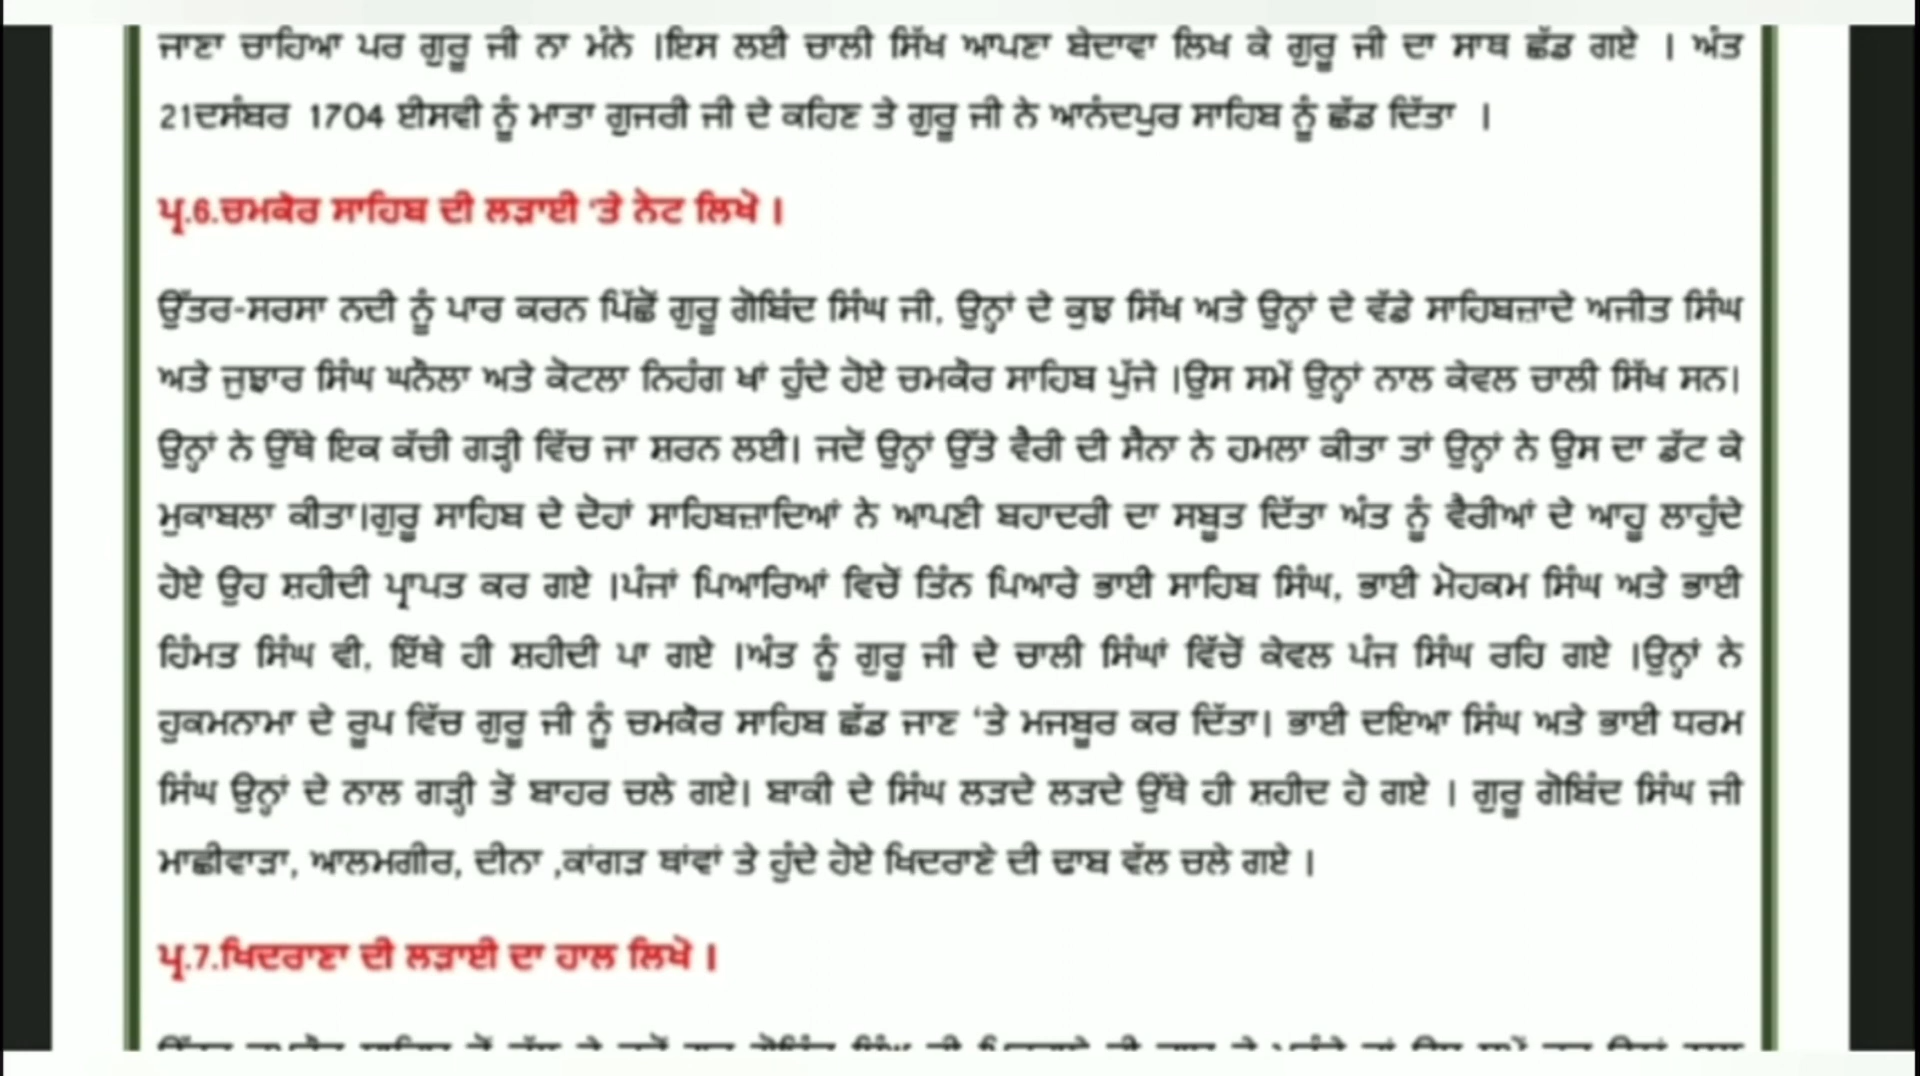 ਜਾਣਾ ਚਾਹਿਆ ਪਰ ਗੁਰੂ ਜੀ ਨਾ ਮੰਨੇ ।ਇਸ ਲਈ ਚਾਲੀ ਸਿੱਖ ਆਪਣਾ ਬੇਦਾਵਾ ਲਿਖ ਕੇ ਗੁਰੂ ਜੀ ਦਾ ਸਾਥ ਛੱਡ ਗਏ । ਅੰਤ
21ਦਸੰਬਰ 1704 ਈਸਵੀ ਨੂੰ ਮਾਤਾ ਗੁਜਰੀ ਜੀ ਦੇ ਕਹਿਣ ਤੇ ਗੁਰੂ ਜੀ ਨੇ ਆਨੰਦਪੁਰ ਸਾਹਿਬ ਨੂੰ ਛੱਡ ਦਿੱਤਾ ।
ਪ੍ਰ.6.ਚਮਕੌਰ ਸਾਹਿਬ ਦੀ ਲੜਾਈ ‘ਤੇ ਨੋਟ ਲਿਖੋ ।
ਉੱਤਰ-ਸਰਸਾ ਨਦੀ ਨੂੰ ਪਾਰ ਕਰਨ ਪਿੱਛੋਂ ਗੁਰੂ ਗੋਬਿੰਦ ਸਿੰਘ ਜੀ, ਉਨ੍ਹਾਂ ਦੇ ਕੁਝ ਸਿੱਖ ਅਤੇ ਉਨ੍ਹਾਂ ਦੇ ਵੱਡੇ ਸਾਹਿਬਜ਼ਾਦੇ ਅਜੀਤ ਸਿੰਘ
ਅਤੇ ਜੁਝਾਰ ਸਿੰਘ ਘਨੌਲਾ ਅਤੇ ਕੋਟਲਾ ਨਿਹੰਗ ਖਾਂ ਹੁੰਦੇ ਹੋਏ ਚਮਕੌਰ ਸਾਹਿਬ ਪੁੱਜੇ ।ਉਸ ਸਮੇਂ ਉਨ੍ਹਾਂ ਨਾਲ ਕੇਵਲ ਚਾਲੀ ਸਿੱਖ ਸਨ।
ਉਨ੍ਹਾਂ ਨੇ ਉੱਥੇ ਇਕ ਕੱਚੀ ਗੜ੍ਹੀ ਵਿੱਚ ਜਾ ਸ਼ਰਨ ਲਈ। ਜਦੋਂ ਉਨ੍ਹਾਂ ਉੱਤੇ ਵੈਰੀ ਦੀ ਸੈਨਾ ਨੇ ਹਮਲਾ ਕੀਤਾ ਤਾਂ ਉਨ੍ਹਾਂ ਨੇ ਉਸ ਦਾ ਡੱਟ ਕੇ
ਮੁਕਾਬਲਾ ਕੀਤਾ।ਗੁਰੂ ਸਾਹਿਬ ਦੇ ਦੋਹਾਂ ਸਾਹਿਬਜ਼ਾਦਿਆਂ ਨੇ ਆਪਣੀ ਬਹਾਦਰੀ ਦਾ ਸਬੂਤ ਦਿੱਤਾ ਅੰਤ ਨੂੰ ਵੈਰੀਆਂ ਦੇ ਆਹੂ ਲਾਹੁੰਦੇ
ਹੋਏ ਉਹ ਸ਼ਹੀਦੀ ਪ੍ਰਾਪਤ ਕਰ ਗਏ ।ਪੰਜਾਂ ਪਿਆਰਿਆਂ ਵਿਚੋਂ ਤਿੰਨ ਪਿਆਰੇ ਭਾਈ ਸਾਹਿਬ ਸਿੰਘ, ਭਾਈ ਮੋਹਕਮ ਸਿੰਘ ਅਤੇ ਭਾਈ
ਹਿੰਮਤ ਸਿੰਘ ਵੀ, ਇੱਥੇ ਹੀ ਸ਼ਹੀਦੀ ਪਾ ਗਏ ।ਅੰਤ ਨੂੰ ਗੁਰੂ ਜੀ ਦੇ ਚਾਲੀ ਸਿੰਘਾਂ ਵਿੱਚੋਂ ਕੇਵਲ ਪੰਜ ਸਿੰਘ ਰਹਿ ਗਏ ।ਉਨ੍ਹਾਂ ਨੇ
ਹੁਕਮਨਾਮਾ ਦੇ ਰੂਪ ਵਿੱਚ ਗੁਰੂ ਜੀ ਨੂੰ ਚਮਕੌਰ ਸਾਹਿਬ ਛੱਡ ਜਾਣ ‘ਤੇ ਮਜਬੂਰ ਕਰ ਦਿੱਤਾ। ਭਾਈ ਦਇਆ ਸਿੰਘ ਅਤੇ ਭਾਈ ਧਰਮ
ਸਿੰਘ ਉਨ੍ਹਾਂ ਦੇ ਨਾਲ ਗੜ੍ਹੀ ਤੋਂ ਬਾਹਰ ਚਲੇ ਗਏ। ਬਾਕੀ ਦੇ ਸਿੰਘ ਲੜਦੇ ਲੜਦੇ ਉੱਥੇ ਹੀ ਸ਼ਹੀਦ ਹੋ ਗਏ । ਗੁਰੂ ਗੋਬਿੰਦ ਸਿੰਘ ਜੀ
ਮਾਛੀਵਾੜਾ, ਆਲਮਗੀਰ, ਦੀਨਾ ,ਕਾਂਗੜ ਥਾਂਵਾਂ ਤੇ ਹੁੰਦੇ ਹੋਏ ਖਿਦਰਾਣੇ ਦੀ ਢਾਬ ਵੱਲ ਚਲੇ ਗਏ ।
ਪ੍ਰ.7.ਖਿਦਰਾਣਾ ਦੀ ਲੜਾਈ ਦਾ ਹਾਲ ਲਿਖੋ ।